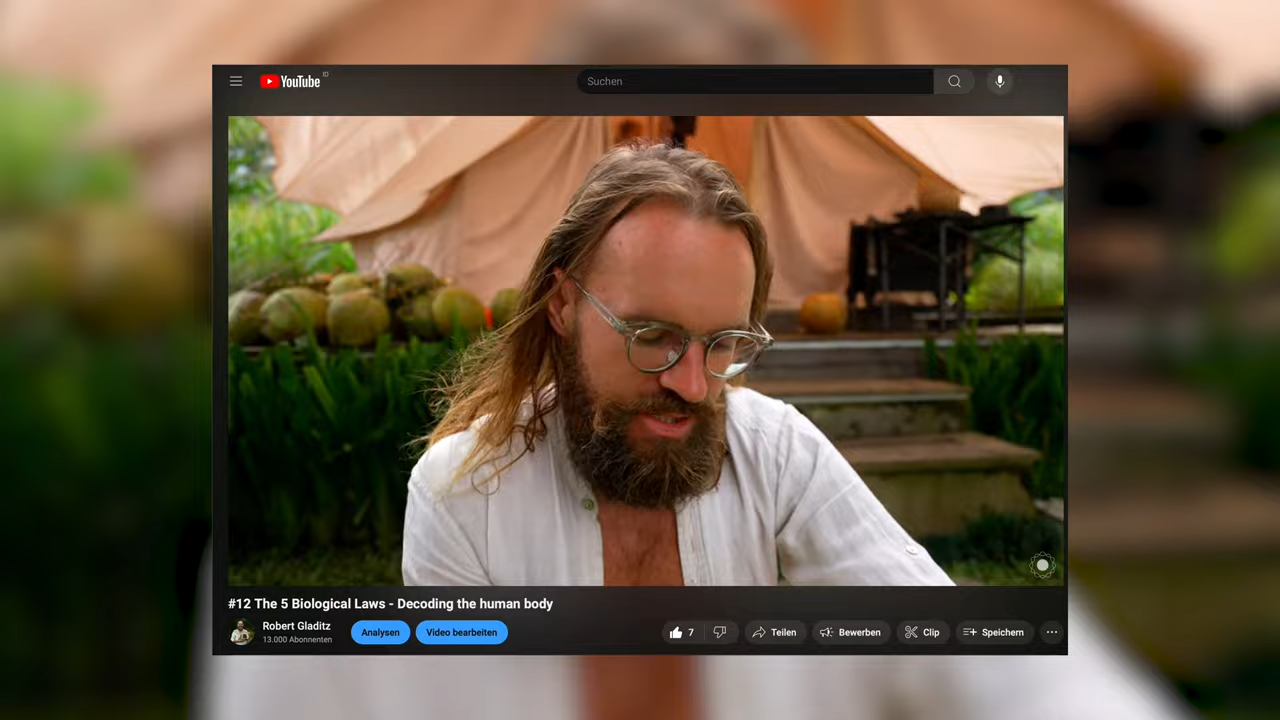 YouTube ID
Suchen
#12 The 5 Biological Laws - Decoding the human body
Robert Gladitz
13.000 Abonnenten
Analysen
Video bearbeiten
7
Teilen
Bewerben
Clip
Speichern